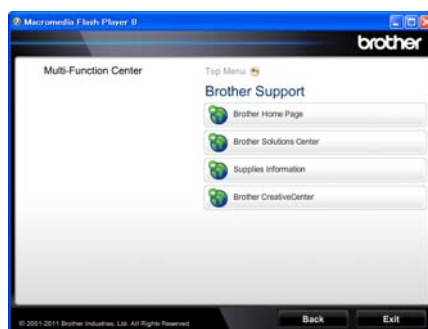 Macromedia Flash Player 8
brother
Multi-Function Center
Top Menu
Brother Support
Brother Home Page
Brother Solutions Center
Supplies Information
Brother CreativeCenter
© 2001-2011 Brother Industries, Ltd. All Rights Reserved.
Back
Exit